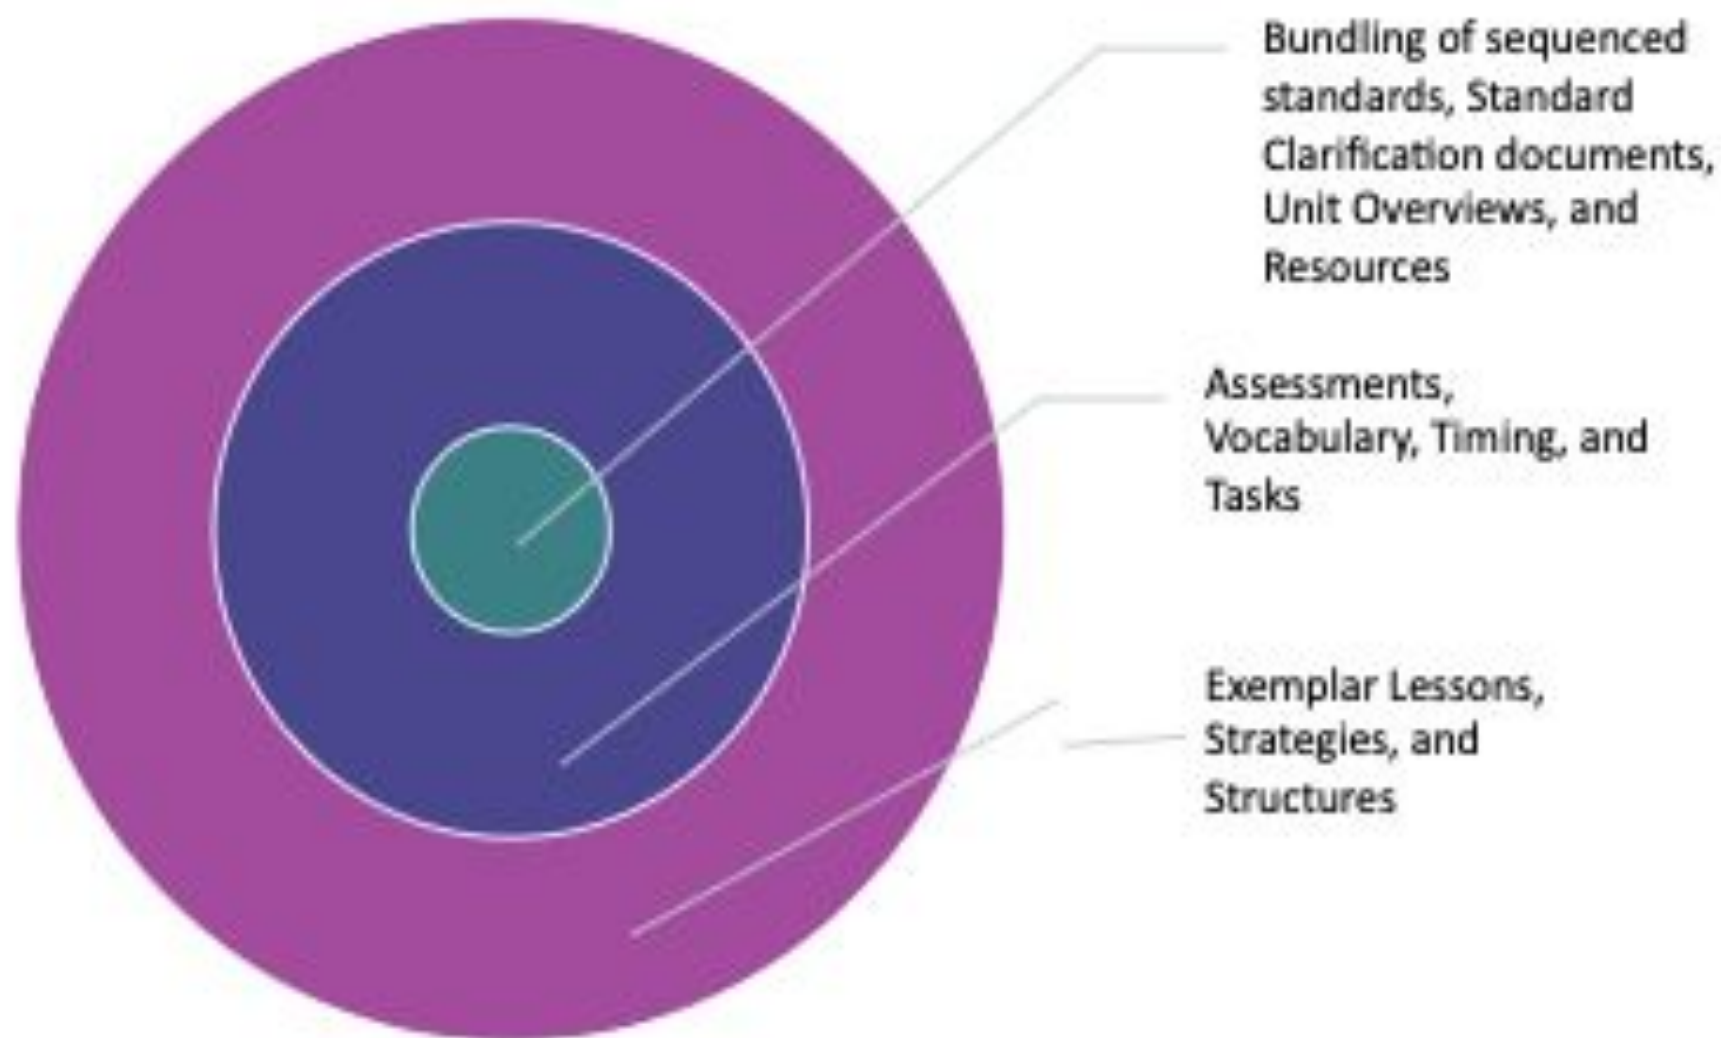 Bundling of sequenced
standards, Standard
Clarification documents,
Unit Overviews, and
Resources
Assessments,
Vocabulary, Timing, and
Tasks
Exemplar Lessons,
Strategies, and
Structures